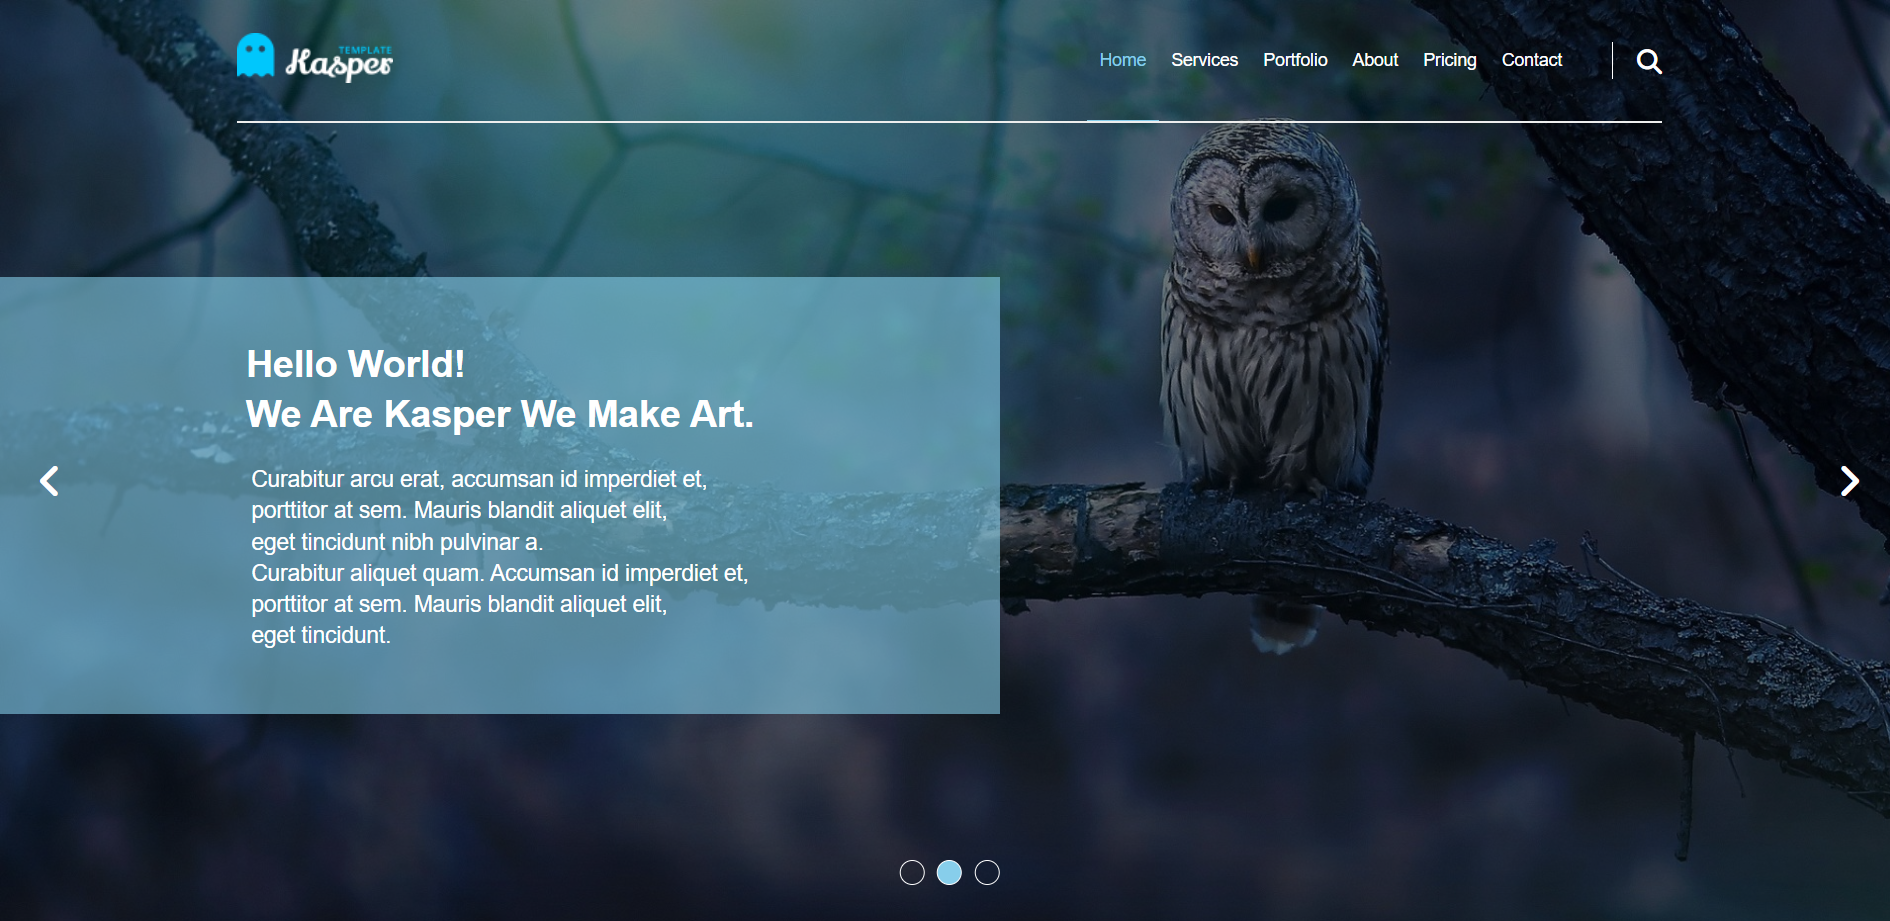 TEMPLATE
Kasper
Home Services Portfolio About Pricing Contact
Hello World!
We Are Kasper We Make Art.
Curabitur arcu erat, accumsan id imperdiet et,
porttitor at sem. Mauris blandit aliquet elit,
eget tincidunt nibh pulvinar a.
Curabitur aliquet quam. Accumsan id imperdiet et,
porttitor at sem. Mauris blandit aliquet elit,
eget tincidunt.